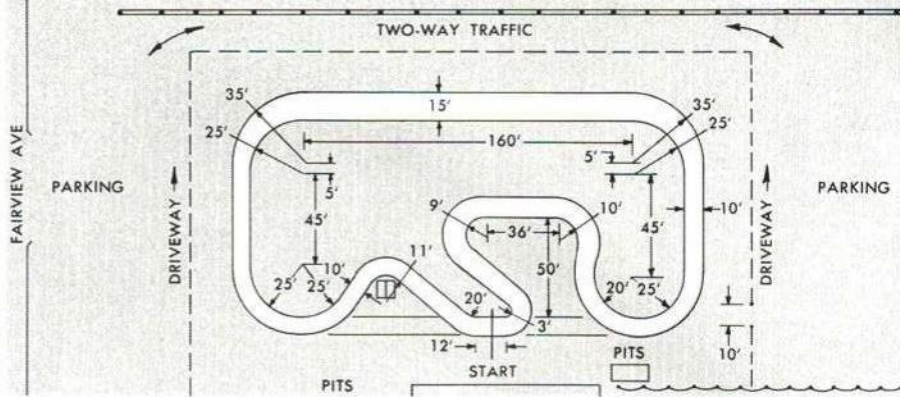 TWO-WAY TRAFFIC
35'
15'
35'
25'
25'
160'
5'
FAIRVIEW AVE
PARKING
DRIVEWAY
5'
45'
9'
36'
10'
45'
10'
DRIVEWAY
PARKING
11'
50'
10'
25'
25'
20'
3'
20'
25'
12'
START
PITS
10'
PITS